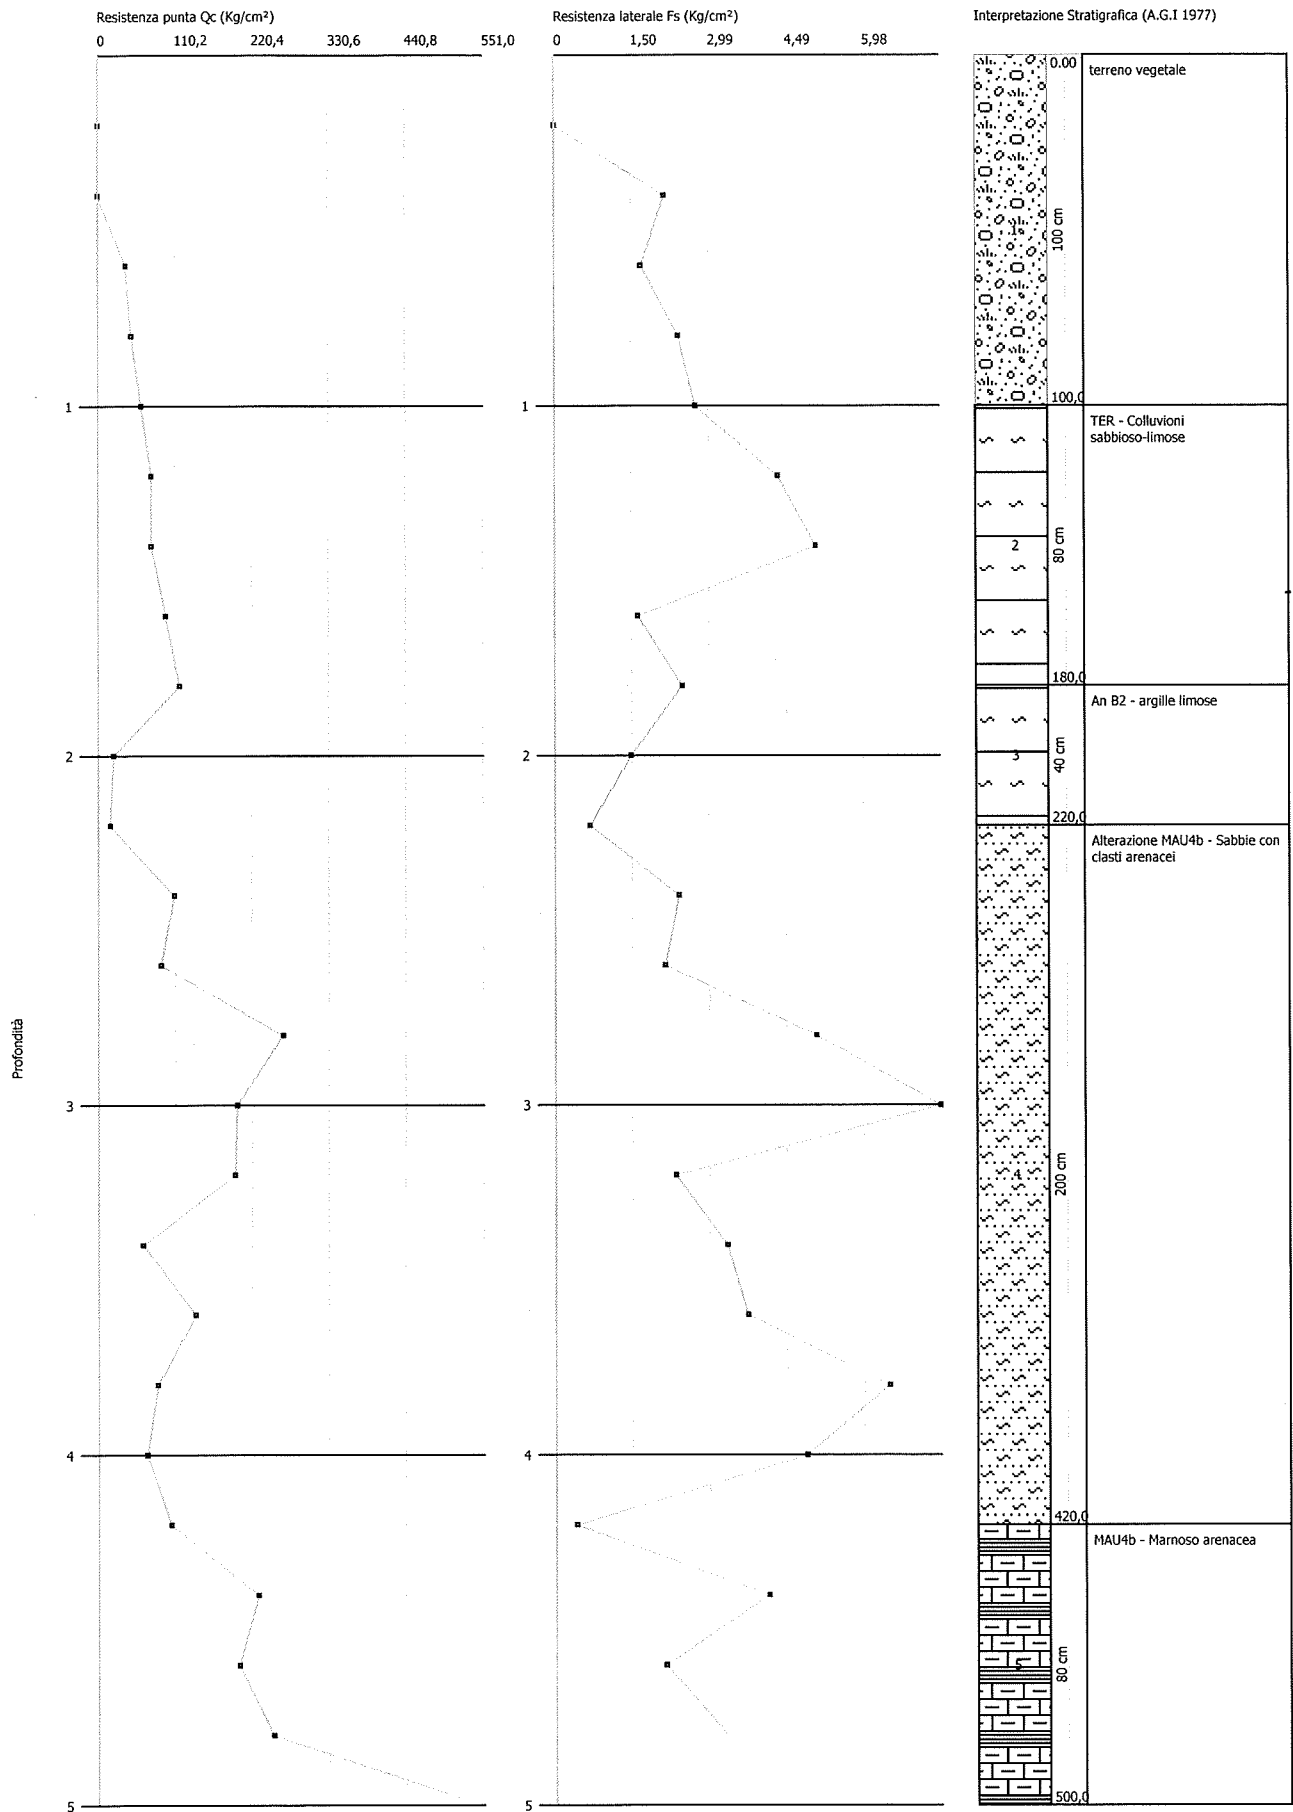 Resistenza punta Qc (Kg/cm²)
0 110,2 220,4 330,6 440,8 551,0
Resistenza laterale Fs (Kg/cm²)
0 1,50 2,99 4,49 5,98
Interpretazione Stratigrafica (A.G.I 1977)
Profondità
1
2
3
4
5
1
2
3
4
5
0.00
terreno vegetale
1
100 cm
100,0
TER - Colluvioni
sabbioso-limose
2
80 cm
180,0
An B2 - argille limose
3
40 cm
220,0
Alterazione MAU4b - Sabbie con
clasti arenacei
4
200 cm
420,0
MAU4b - Marnoso arenacea
5
80 cm
500,0